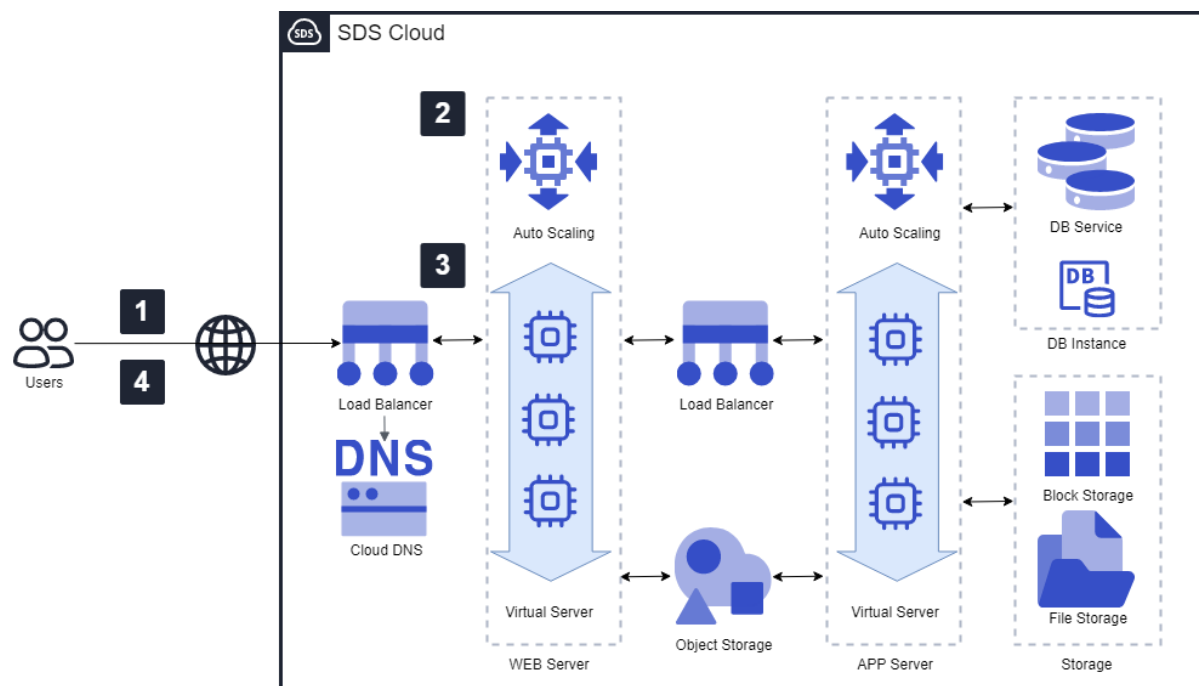 SDS
SDS Cloud
2
Auto Scaling
Auto Scaling
DB Service
3
DB
DB Instance
1
4
Users
Load Balancer
Load Balancer
DNS
Cloud DNS
Block Storage
Virtual Server
Virtual Server
File Storage
Object Storage
WEB Server
APP Server
Storage